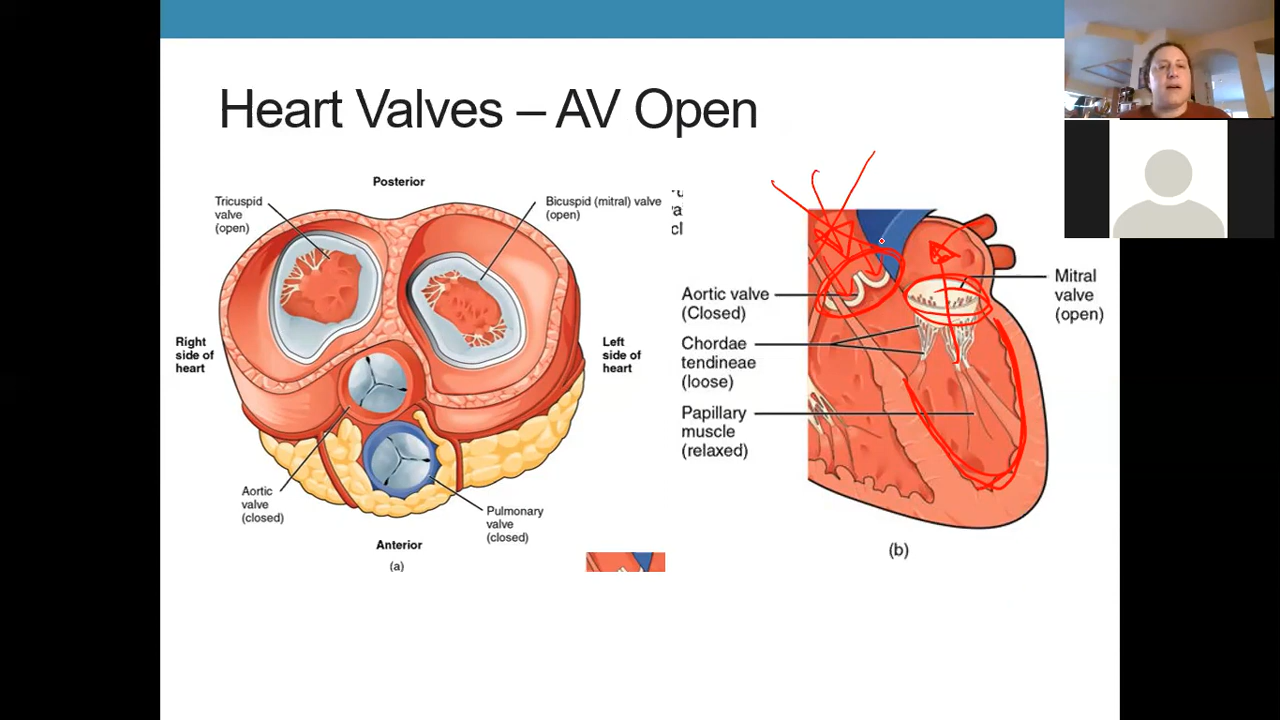 Heart Valves – AV Open
Posterior
Tricuspid
valve
(open)
Bicuspid (mitral) valve
(open)
Right
side of
heart
Left
side of
heart
Aortic
valve
(closed)
Pulmonary
valve
(closed)
Anterior
(a)
Aortic valve
(Closed)
Chordae
tendineae
(loose)
Papillary
muscle
(relaxed)
Mitral
valve
(open)
(b)